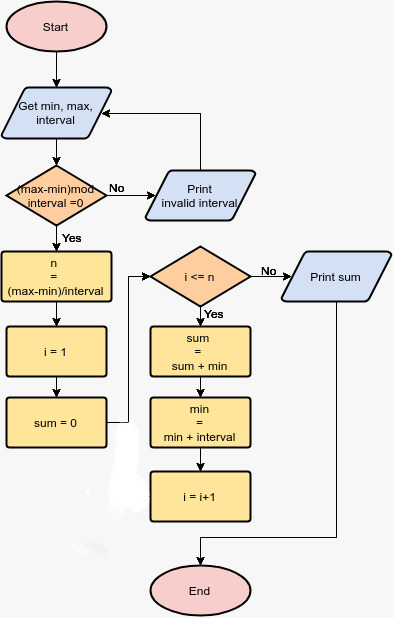 Start
Get min, max,
interval
(max-min)mod
interval =0
No
Print
invalid interval
Yes
n
=
(max-min)/interval
i = 1
sum = 0
i <= n
No
Print sum
Yes
sum
=
sum + min
min
=
min + interval
i = i+1
End